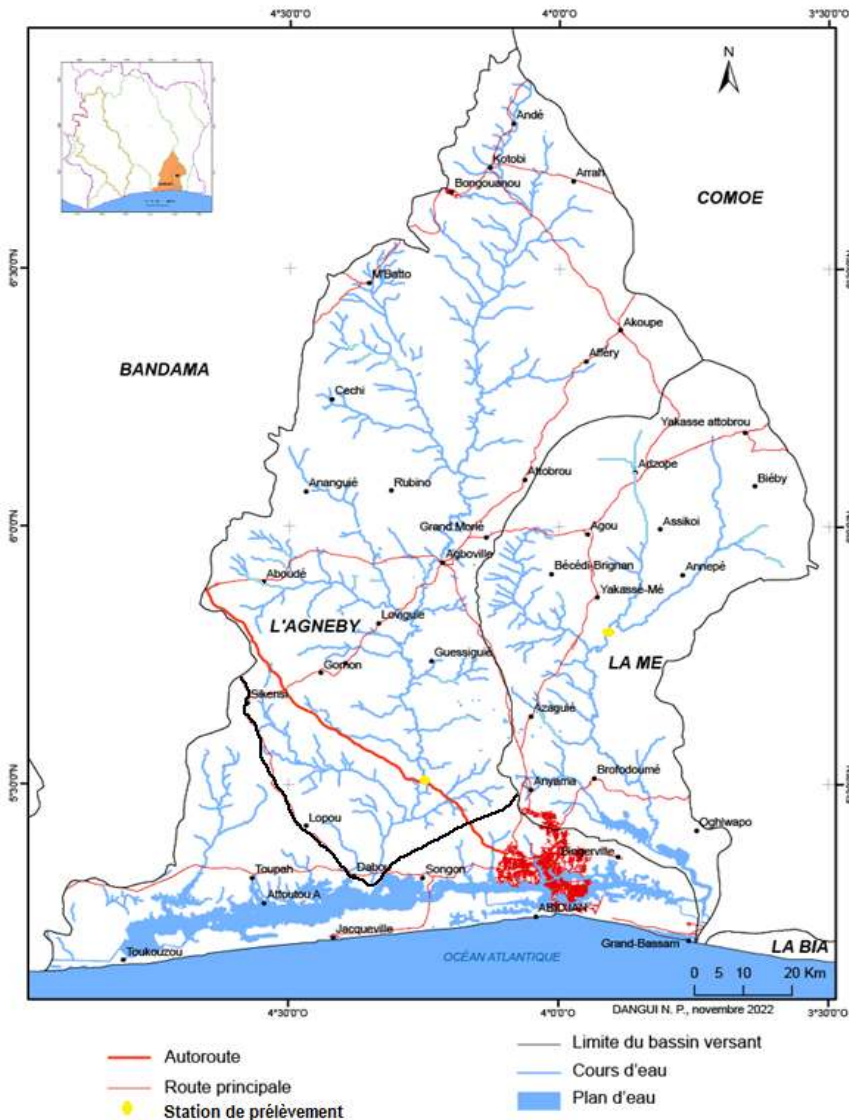 4°30'0"O
4°0'0"O
3°30'0"O
N
Andé
Kotobi
Arrah
Bongouanou
COMOE
6°30'0"N
M'Batto
Akoupe
Afféry
BANDAMA
Cechi
Yakasse attobrou
Adzope
Ananguié
Rubino
Attobrou
Biéby
6°0'0"N
Grand Morié
Agou
Assikoi
Agboville
Aboudé
Bécédi-Brignan
Annepé
Yakassé-Mé
Loviguie
L'AGNEBY
Guessiguie
LA ME
Gomon
Sikensi
Azaguié
5°30'0"N
Anyama
Brofodoumé
Lopou
Oghlwapo
Bingerville
Toupah
Dabou
Songon
Attoutou A
ABIDJAN
Jacqueville
Grand-Bassam
LA BIA
Toukouzou
OCÉAN ATLANTIQUE
0 5 10 20 Km
DANGUI N. P., novembre 2022
4°30'0"O
4°0'0"O
3°30'0"O
Autoroute
Route principale
Station de prélèvement
Limite du bassin versant
Cours d'eau
Plan d'eau